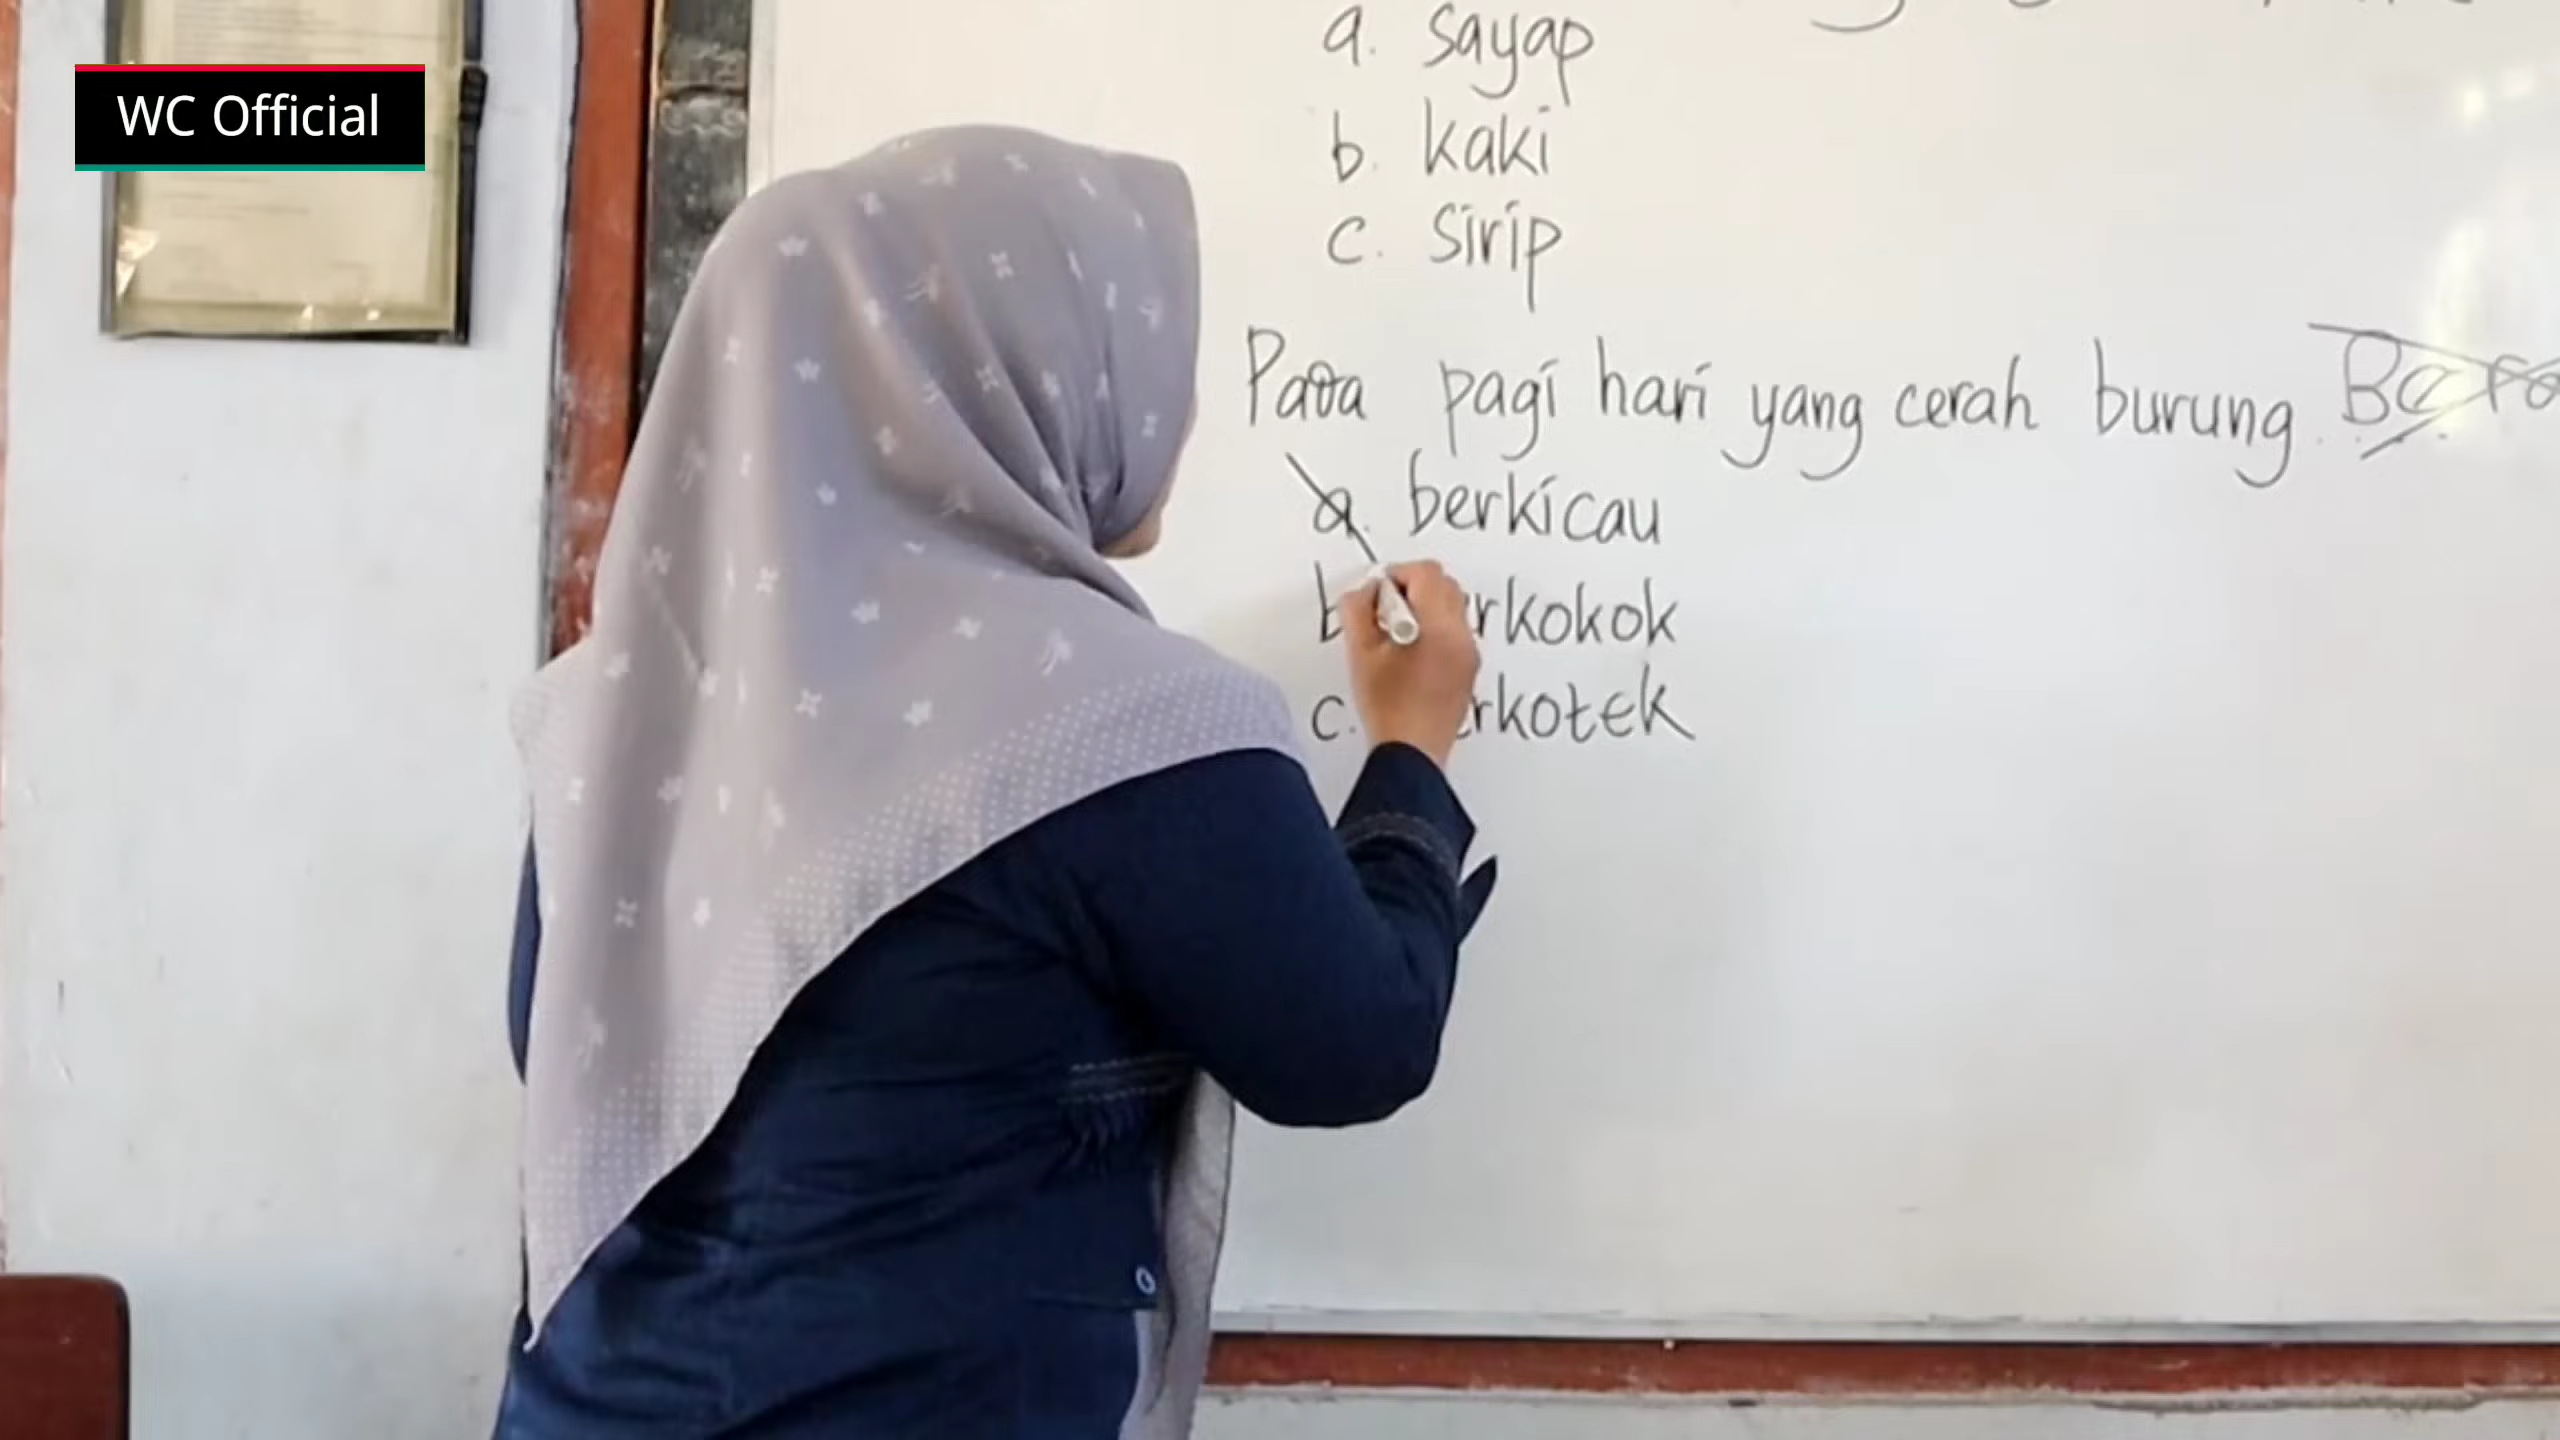 WC Official
a. sayap
b. kaki
c. sirip
Pada pagi hari yang cerah burung
a. berkicau
b. rkokok
c. rkotek